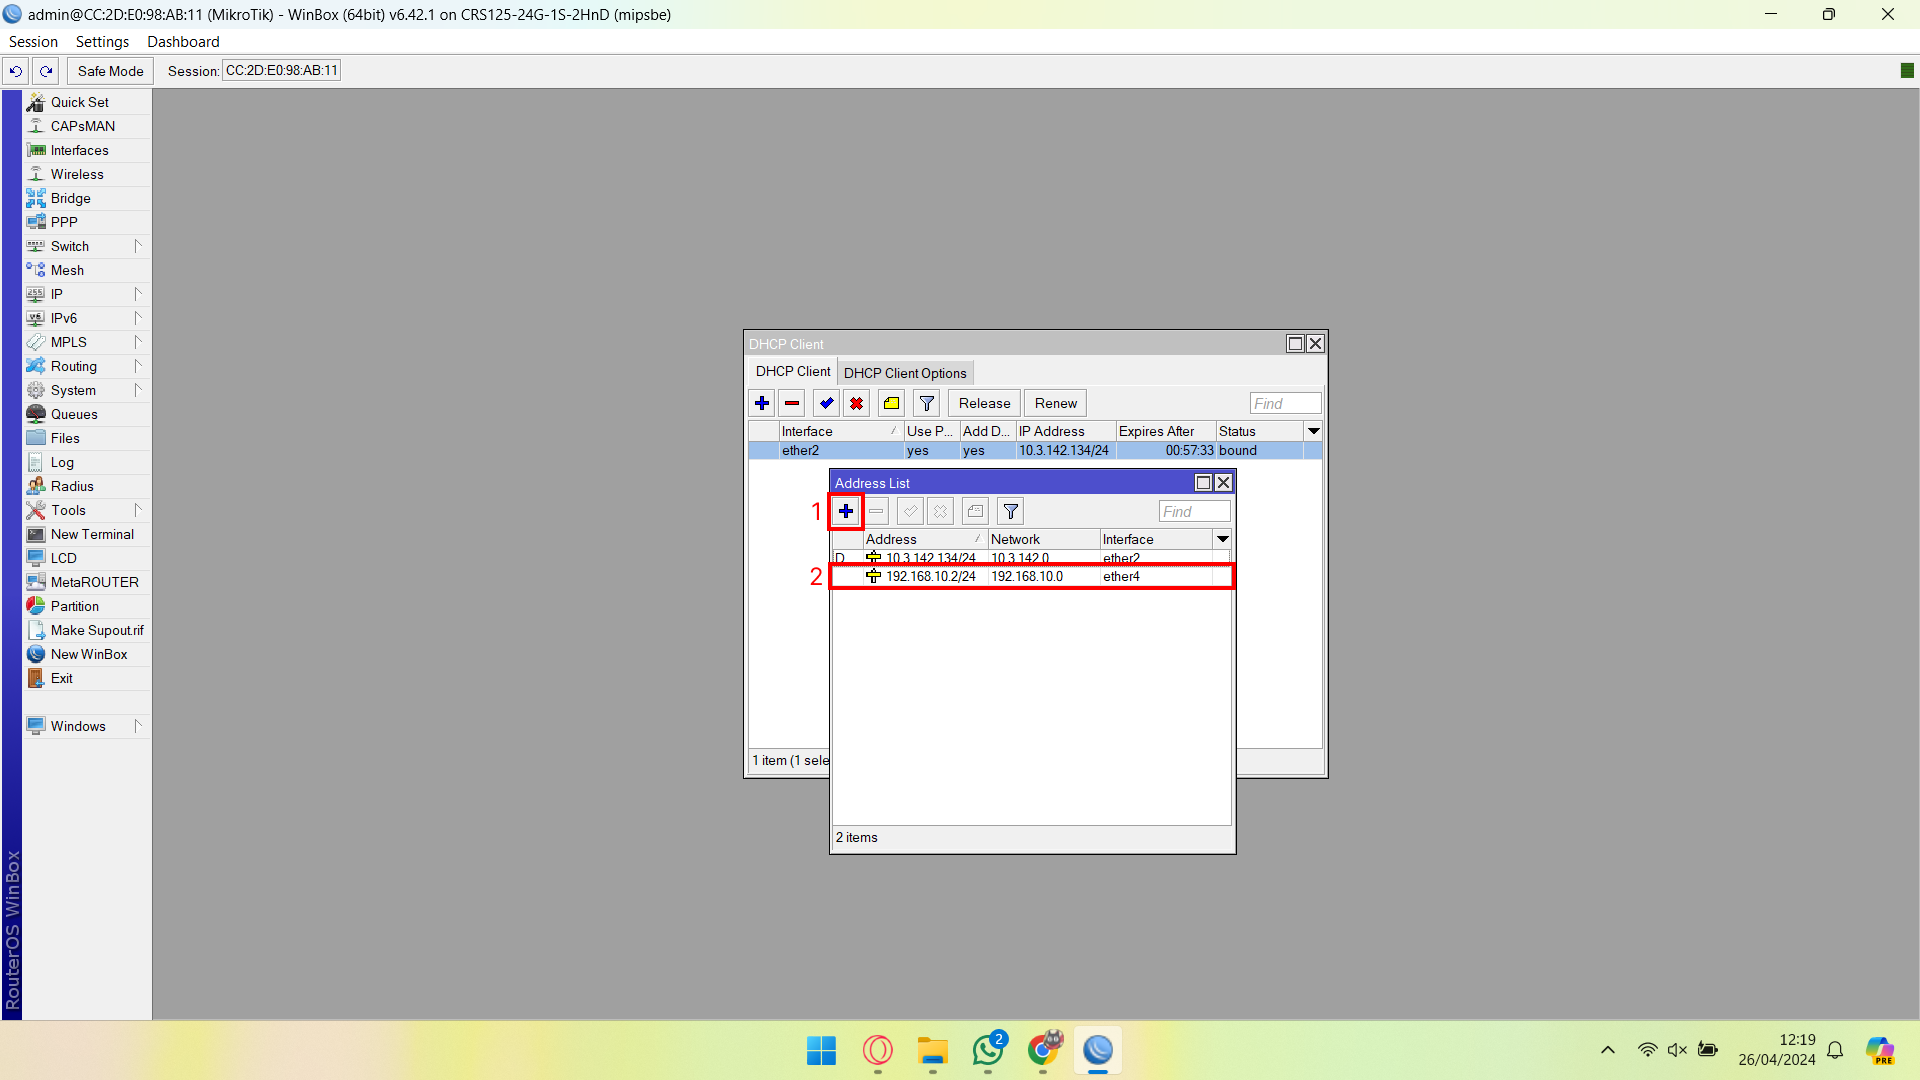 admin@CC:2D:E0:98:AB:11 (MikroTik) - WinBox (64bit) v6.42.1 on CRS125-24G-1S-2HnD (mipsbe)
Session Settings Dashboard
Safe Mode Session: CC:2D:E0:98:AB:11
Quick Set
CAPsMAN
Interfaces
Wireless
Bridge
PPP
Switch
Mesh
IP
IPv6
MPLS
Routing
System
Queues
Files
Log
Radius
Tools
New Terminal
LCD
MetaROUTER
Partition
Make Supout.rif
New WinBox
Exit
Windows
RouterOS WinBox
DHCP Client
DHCP Client DHCP Client Options
Release Renew Find
Interface Use P... Add D... IP Address Expires After Status
ether2 yes yes 10.3.142.134/24 00:57:33 bound
1 item (1 sele
Address List
1 Find
Address Network Interface
D 10.3.142.134/24 10.3.142.0 ether2
2 192.168.10.2/24 192.168.10.0 ether4
2 items
2
12:19
26/04/2024
PRE